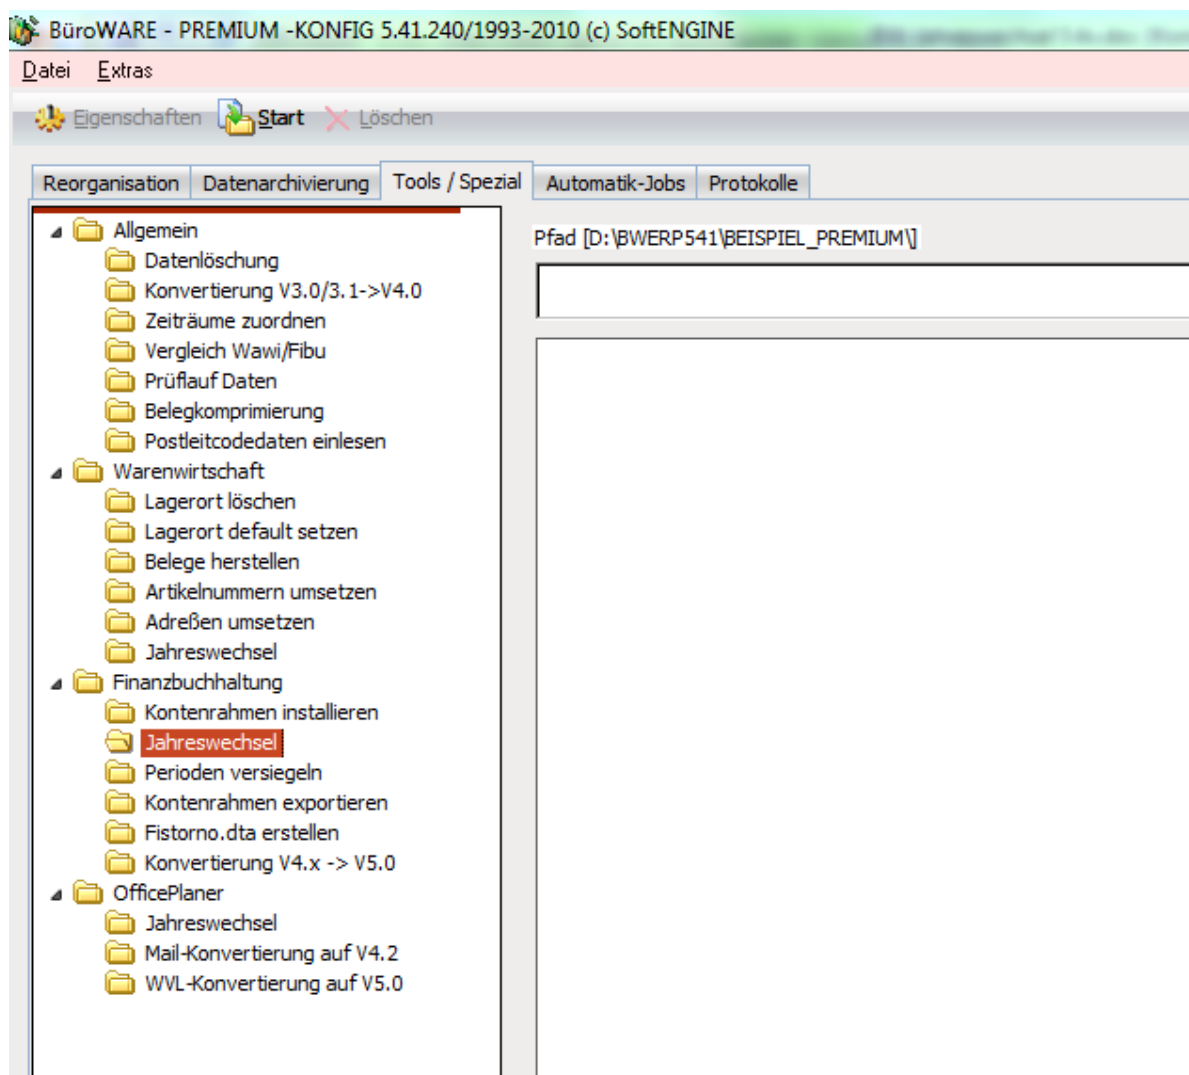 BüroWARE - PREMIUM -KONFIG 5.41.240/1993-2010 (c) SoftENGINE
Datei Extras
Eigenschaften Start Löschen
Reorganisation Datenarchivierung Tools / Spezial Automatik-Jobs Protokolle
Allgemein
Datenlöschung
Konvertierung V3.0/3.1->V4.0
Zeiträume zuordnen
Vergleich Wawi/Fibu
Prüflauf Daten
Belegkomprimierung
Postleitcodedaten einlesen
Warenwirtschaft
Lagerort löschen
Lagerort default setzen
Belege herstellen
Artikelnummern umsetzen
Adreßen umsetzen
Jahreswechsel
Finanzbuchhaltung
Kontenrahmen installieren
Jahreswechsel
Perioden versiegeln
Kontenrahmen exportieren
Fistorno.dta erstellen
Konvertierung V4.x -> V5.0
OfficePlaner
Jahreswechsel
Mail-Konvertierung auf V4.2
WVL-Konvertierung auf V5.0
Pfad [D:\BWERP541\BEISPIEL_PREMIUM\]